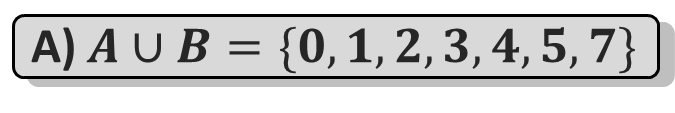 A) A ∪ B = {0, 1, 2, 3, 4, 5, 7}